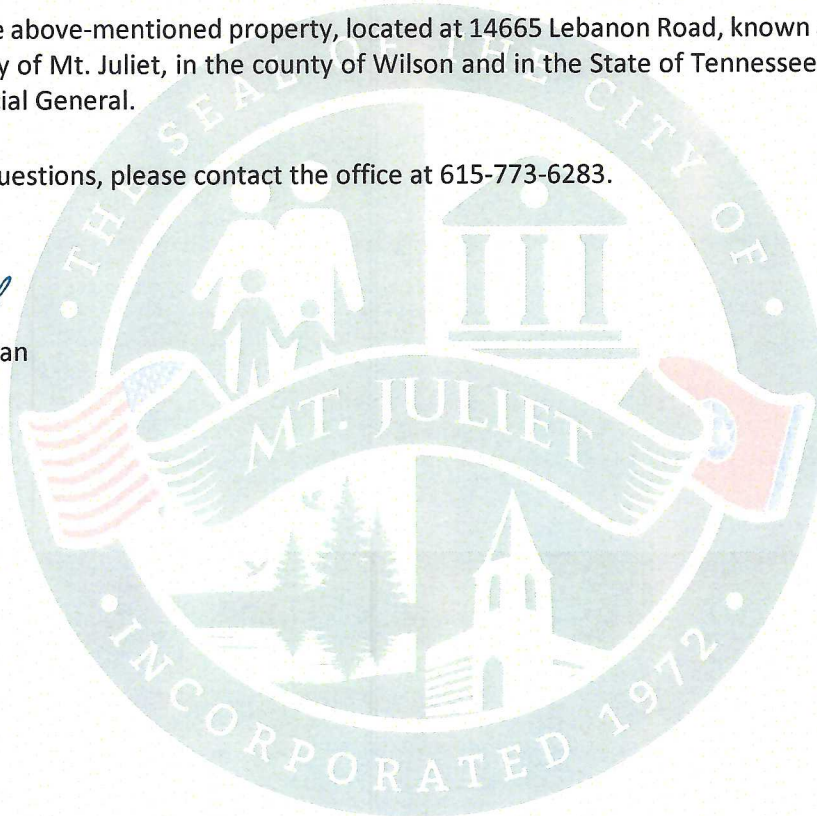 e above-mentioned property, located at 14665 Lebanon Road, known
y of Mt. Juliet, in the county of Wilson and in the State of Tennessee
cial General.
uestions, please contact the office at 615-773-6283.
an
THE SEAL OF THE CITY OF
MT. JULIET
INCORPORATED 1972